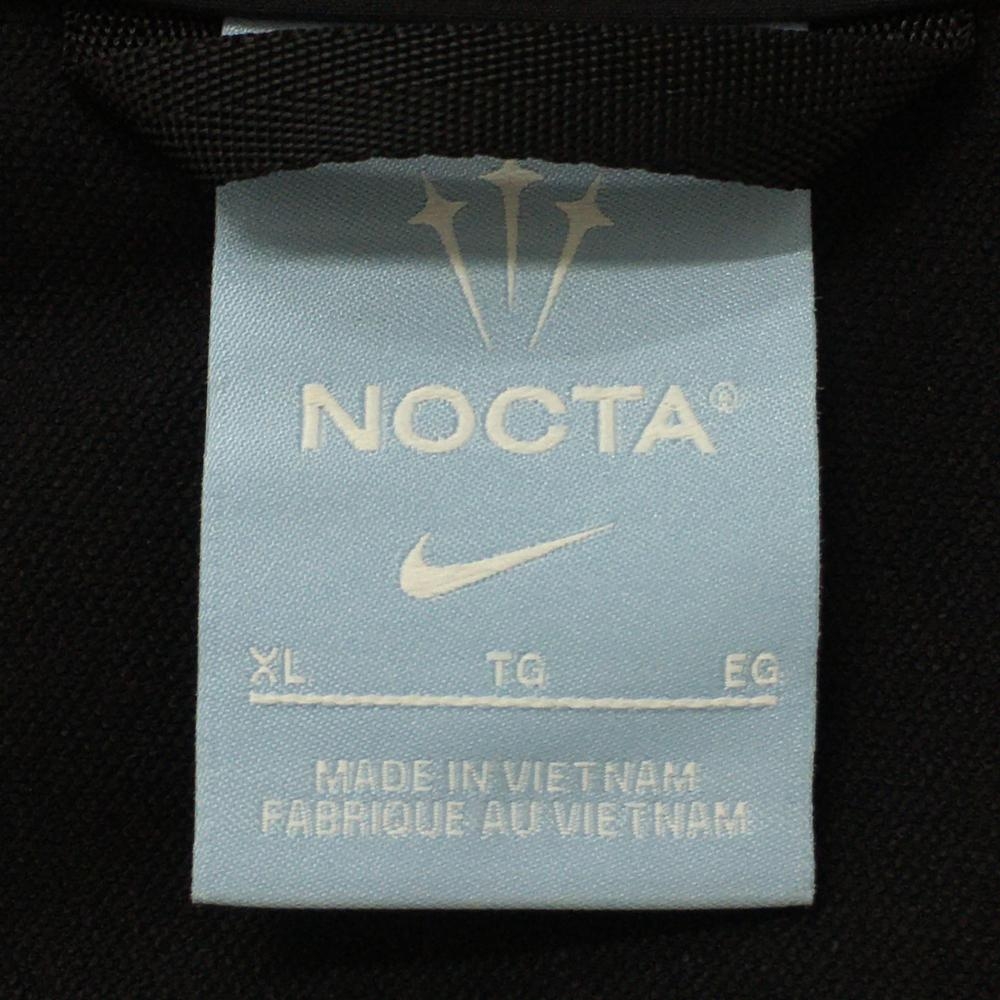 NOCTA®
XL TG EG
MADE IN VIETNAM
FABRIQUE AU VIETNAM